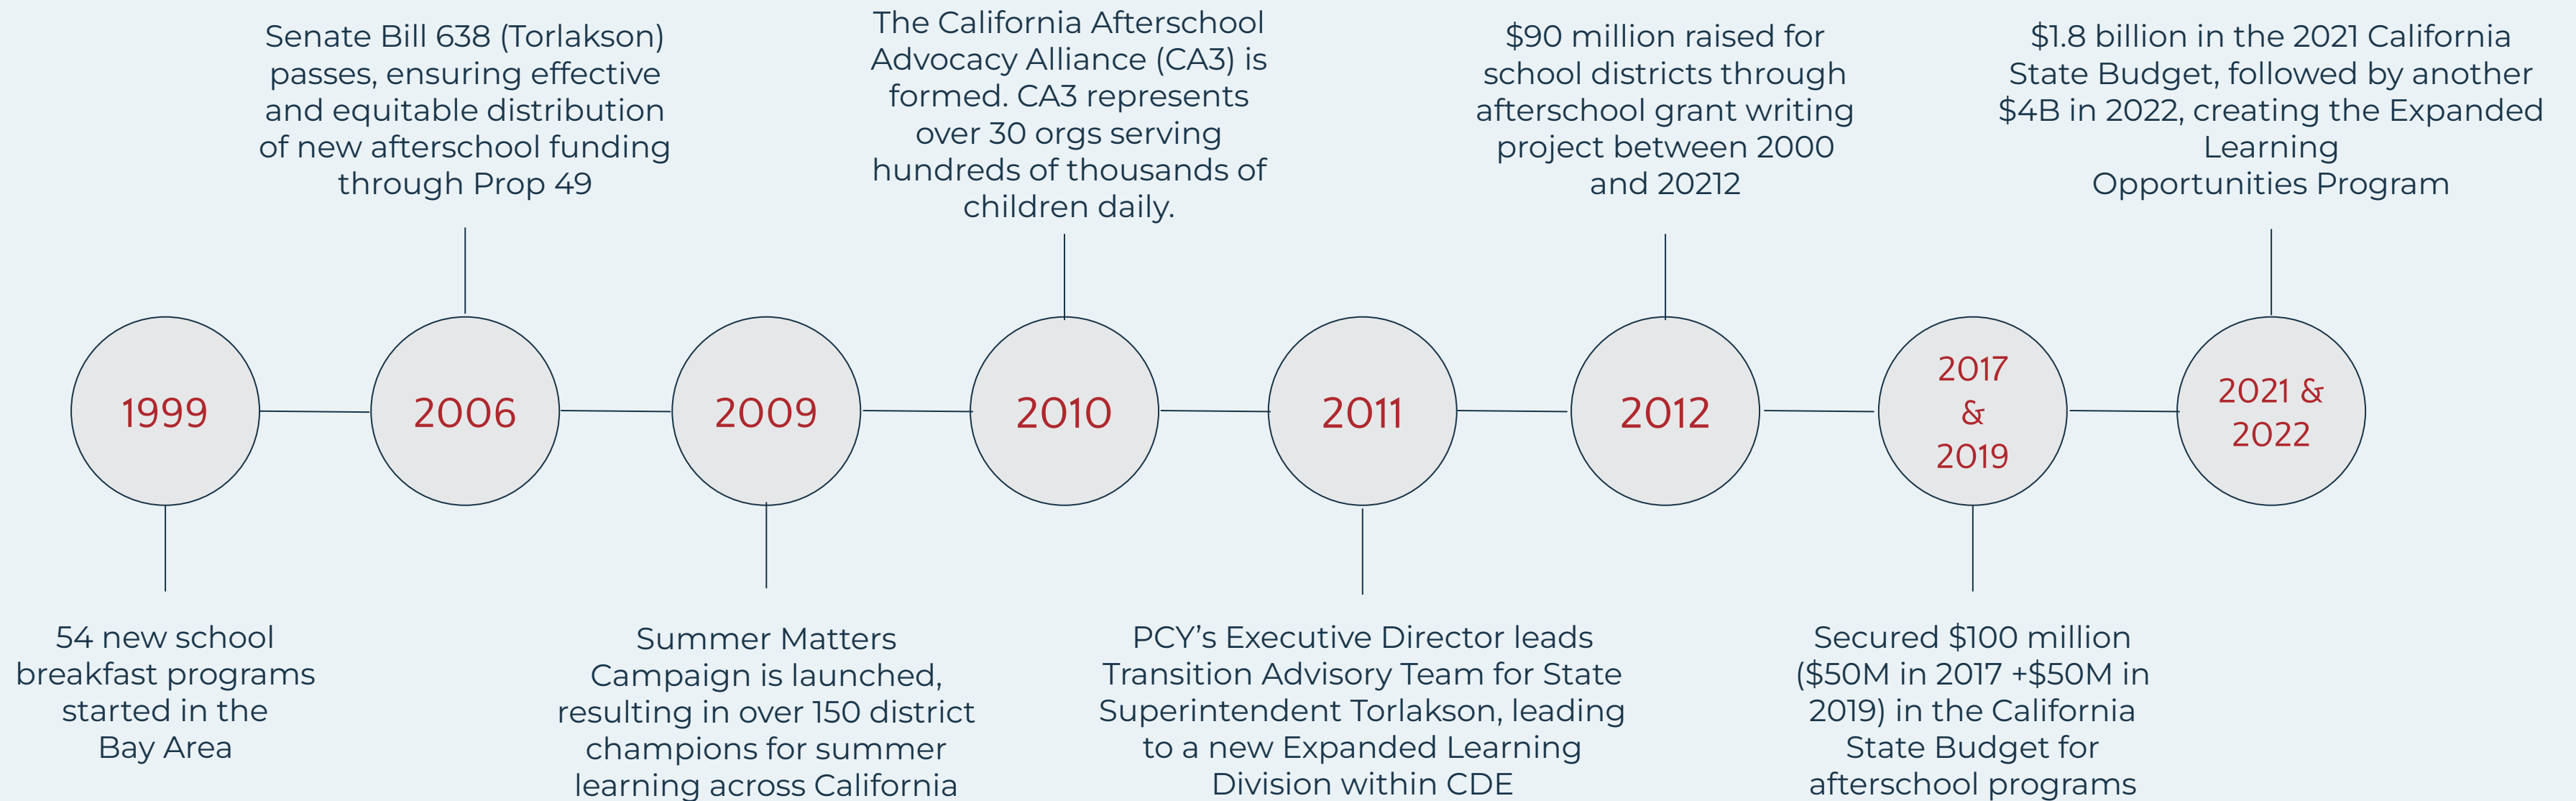 Senate Bill 638 (Torlakson)
passes, ensuring effective
and equitable distribution
of new afterschool funding
through Prop 49
The California Afterschool
Advocacy Alliance (CA3) is
formed. CA3 represents
over 30 orgs serving
hundreds of thousands of
children daily.
$90 million raised for
school districts through
afterschool grant writing
project between 2000
and 20212
$1.8 billion in the 2021 California
State Budget, followed by another
$4B in 2022, creating the Expanded
Learning
Opportunities Program
1999
2006
2009
2010
2011
2012
2017
&
2019
2021 &
2022
54 new school
breakfast programs
started in the
Bay Area
Summer Matters
Campaign is launched,
resulting in over 150 district
champions for summer
learning across California
PCY’s Executive Director leads
Transition Advisory Team for State
Superintendent Torlakson, leading
to a new Expanded Learning
Division within CDE
Secured $100 million
($50M in 2017 +$50M in
2019) in the California
State Budget for
afterschool programs